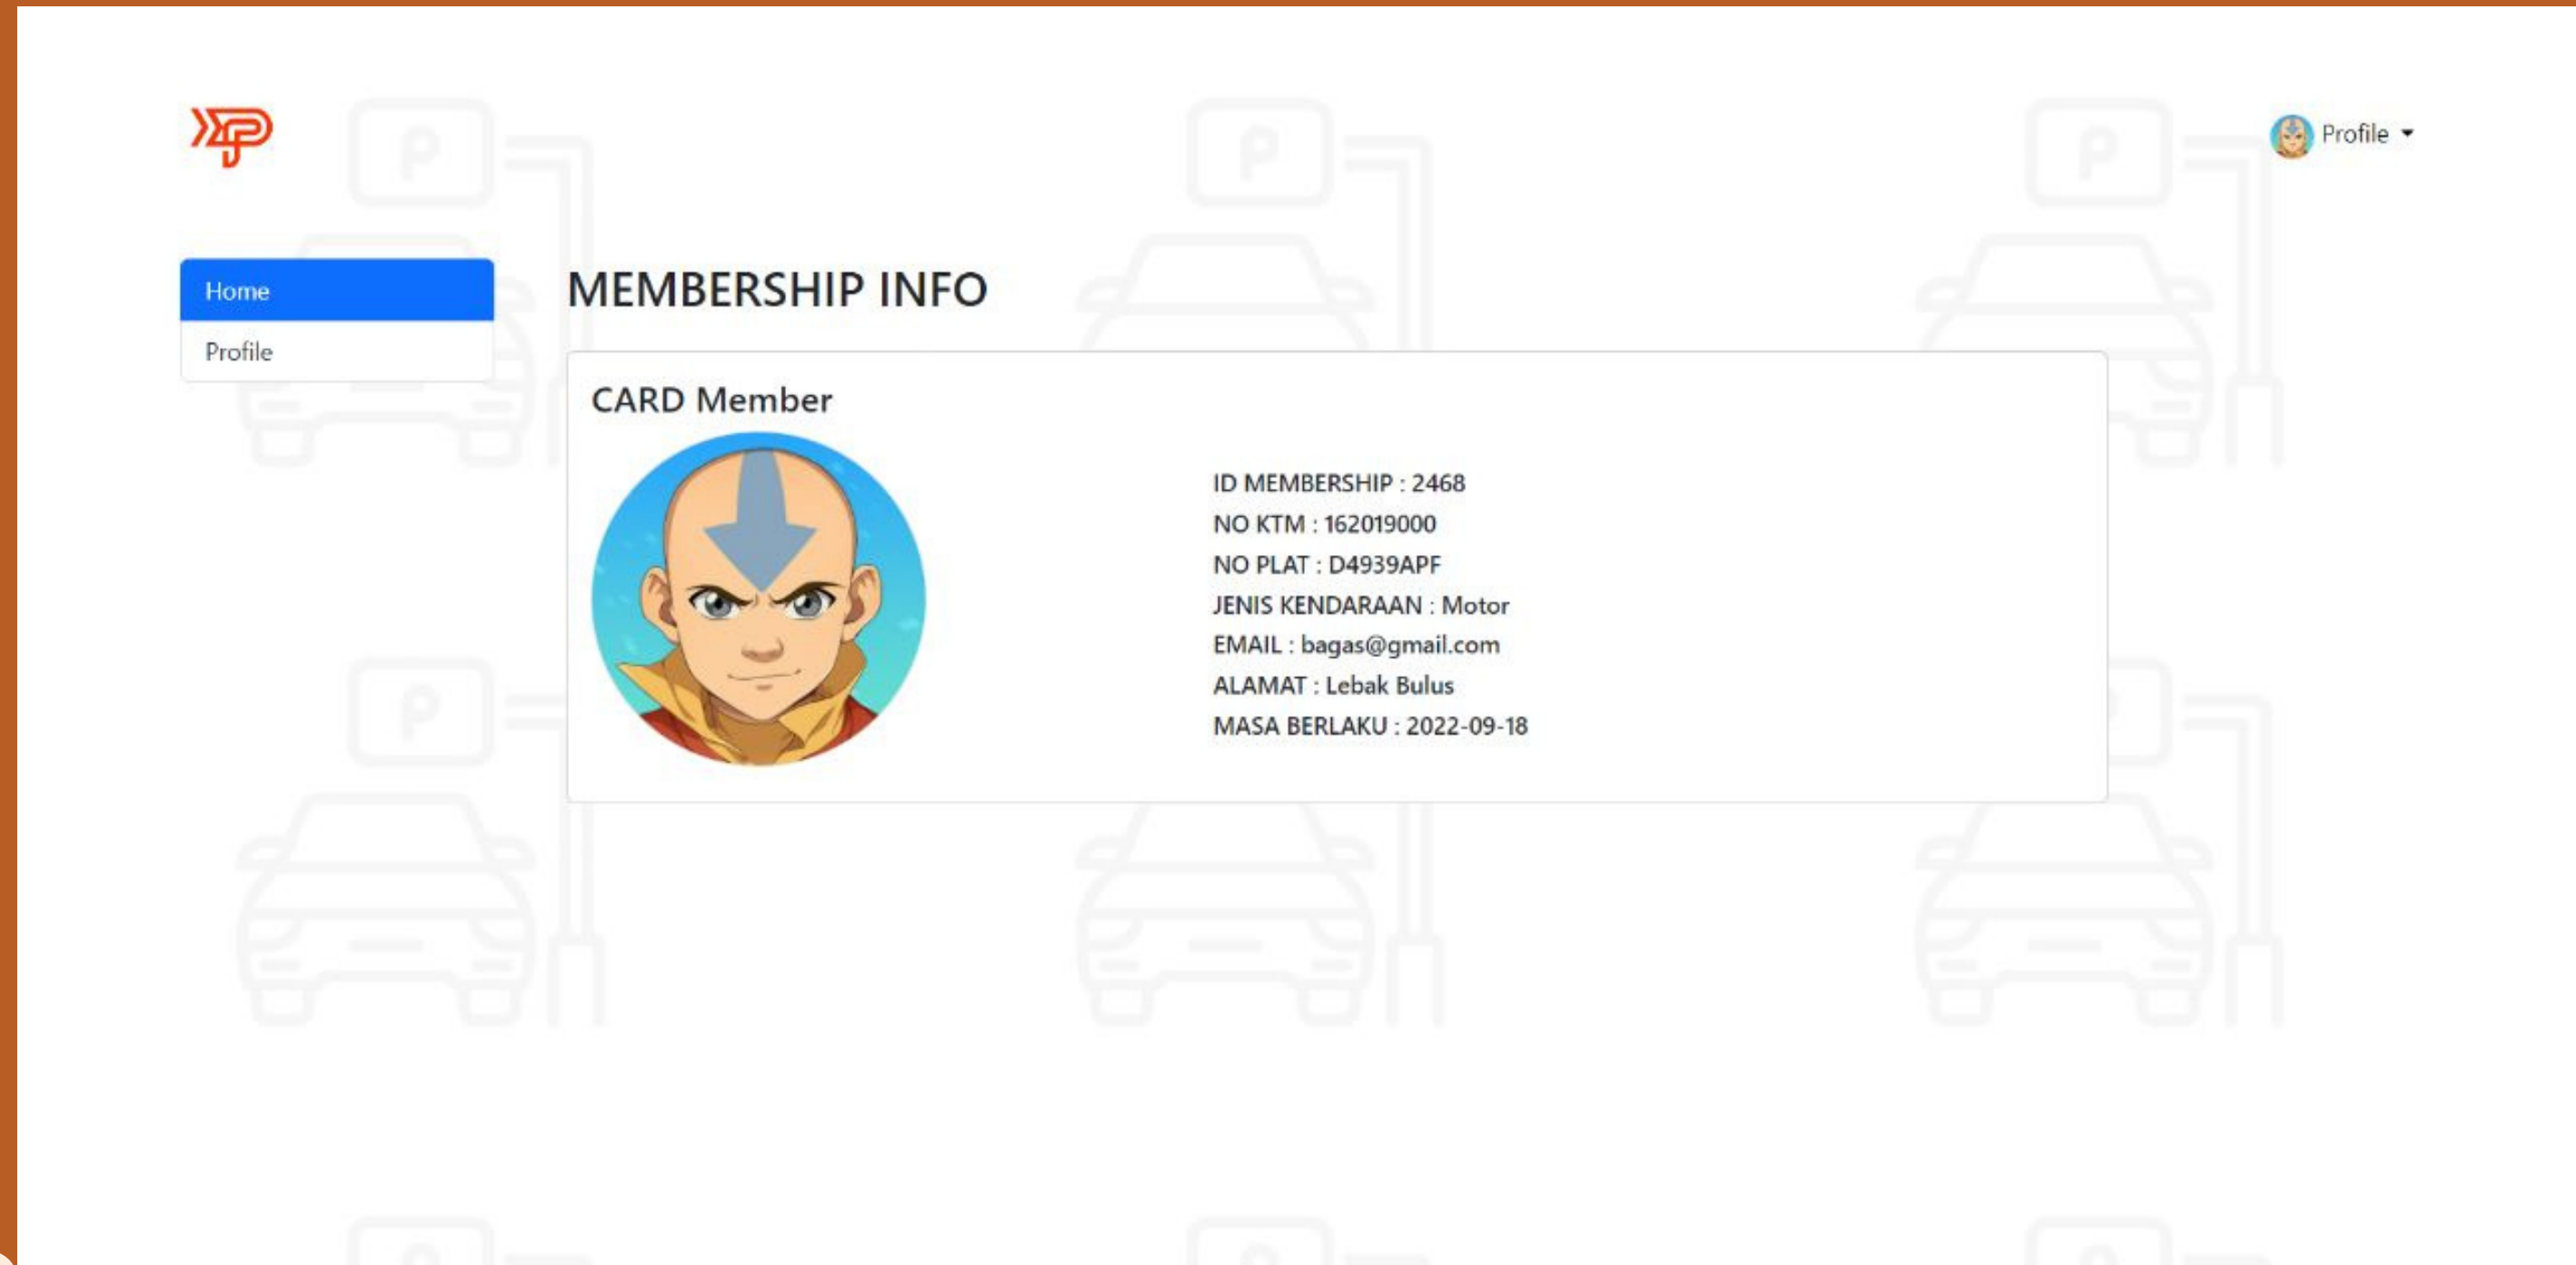 Profile
Home
Profile
MEMBERSHIP INFO
CARD Member
ID MEMBERSHIP : 2468
NO KTM : 162019000
NO PLAT : D4939APF
JENIS KENDARAAN : Motor
EMAIL : bagas@gmail.com
ALAMAT : Lebak Bulus
MASA BERLAKU : 2022-09-18